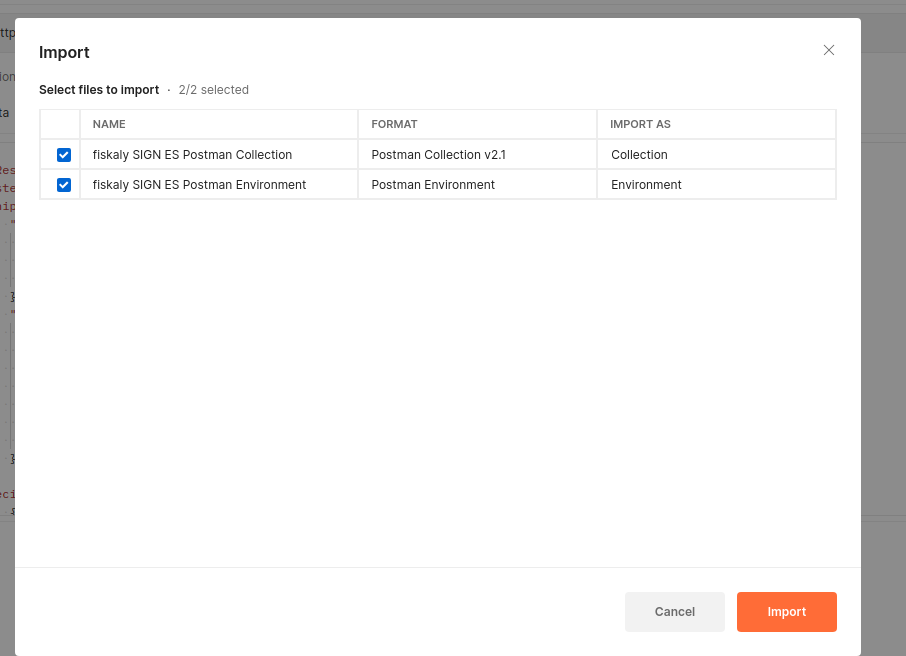 Import
Select files to import · 2/2 selected
NAME FORMAT IMPORT AS
fiskaly SIGN ES Postman Collection Postman Collection v2.1 Collection
fiskaly SIGN ES Postman Environment Postman Environment Environment
Cancel Import